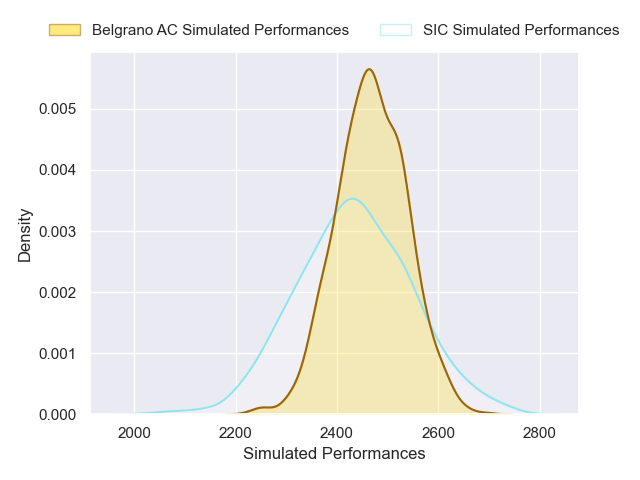 Belgrano AC Simulated Performances SIC Simulated Performances
0.005
0.004
0.003
0.002
0.001
0.000
Density
2000 2200 2400 2600 2800
Simulated Performances